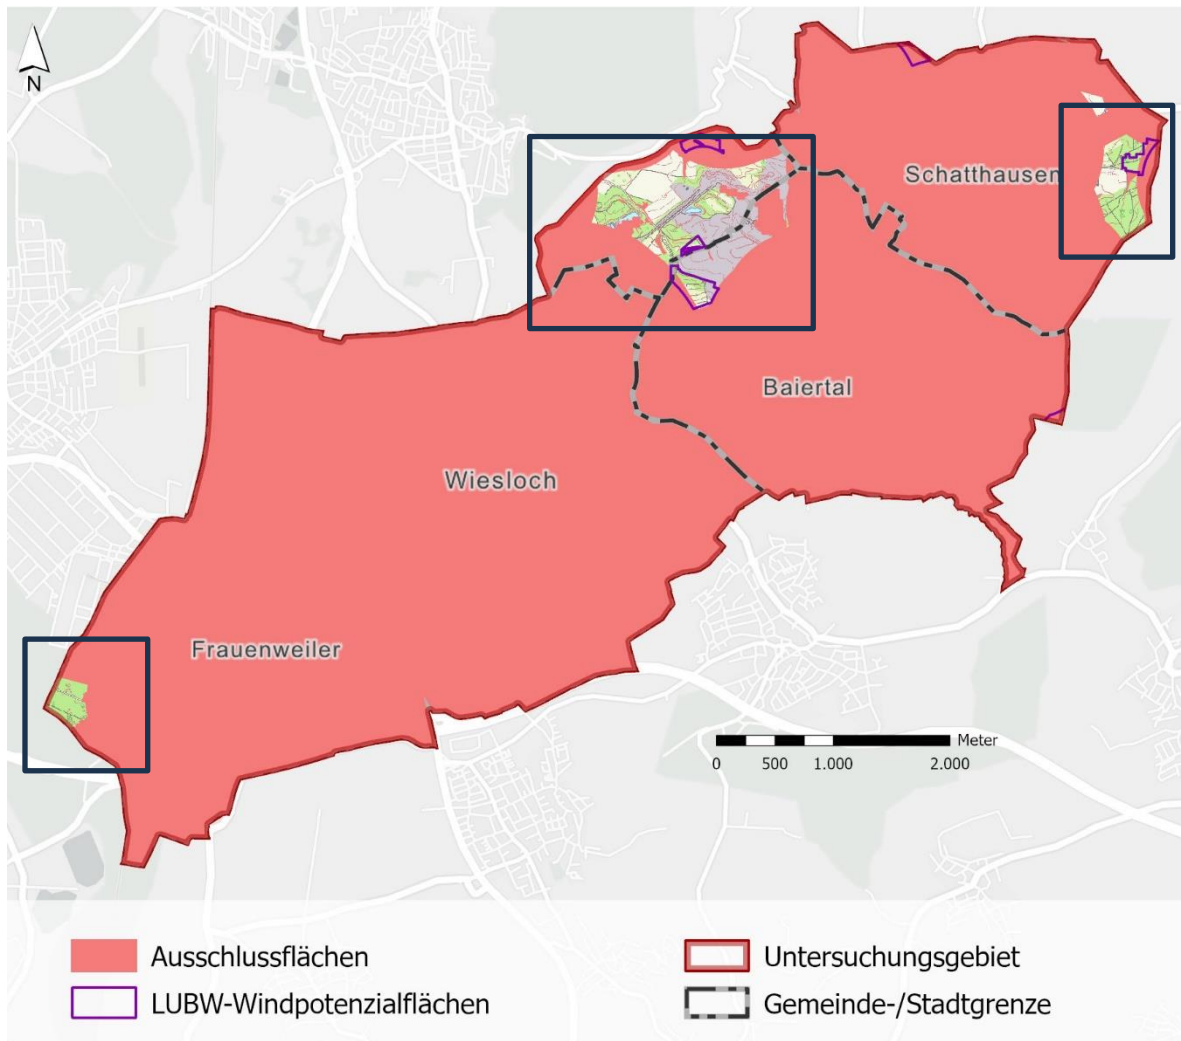 N
Schatthausen
Baiertal
Wiesloch
Frauenweiler
Meter
0 500 1.000 2.000
Ausschlussflächen
Untersuchungsgebiet
LUBW-Windpotenzialflächen
Gemeinde-/Stadtgrenze